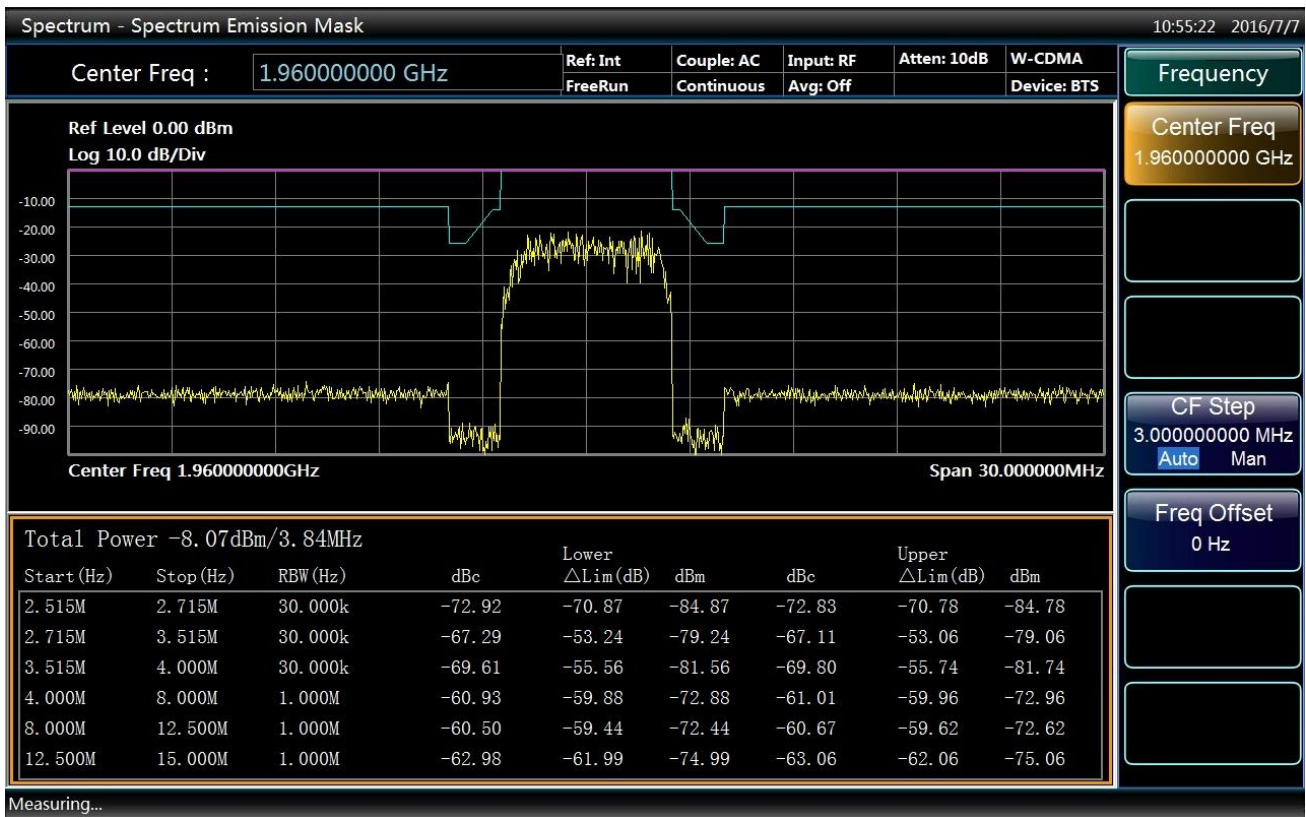 Spectrum - Spectrum Emission Mask 10:55:22 2016/7/7
Center Freq : 1.960000000 GHz
Ref: Int Couple: AC Input: RF Atten: 10dB W-CDMA
FreeRun Continuous Avg: Off Device: BTS
Ref Level 0.00 dBm
Log 10.0 dB/Div
-10.00
-20.00
-30.00
-40.00
-50.00
-60.00
-70.00
-80.00
-90.00
Center Freq 1.960000000GHz Span 30.000000MHz
Total Power -8.07dBm/3.84MHz
Lower Upper
Start(Hz) Stop(Hz) RBW(Hz) dBc △Lim(dB) dBm dBc △Lim(dB) dBm
2.515M 2.715M 30.000k -72.92 -70.87 -84.87 -72.83 -70.78 -84.78
2.715M 3.515M 30.000k -67.29 -53.24 -79.24 -67.11 -53.06 -79.06
3.515M 4.000M 30.000k -69.61 -55.56 -81.56 -69.80 -55.74 -81.74
4.000M 8.000M 1.000M -60.93 -59.88 -72.88 -61.01 -59.96 -72.96
8.000M 12.500M 1.000M -60.50 -59.44 -72.44 -60.67 -59.62 -72.62
12.500M 15.000M 1.000M -62.98 -61.99 -74.99 -63.06 -62.06 -75.06
Measuring...
Frequency
Center Freq
1.960000000 GHz
CF Step
3.000000000 MHz
Auto Man
Freq Offset
0 Hz